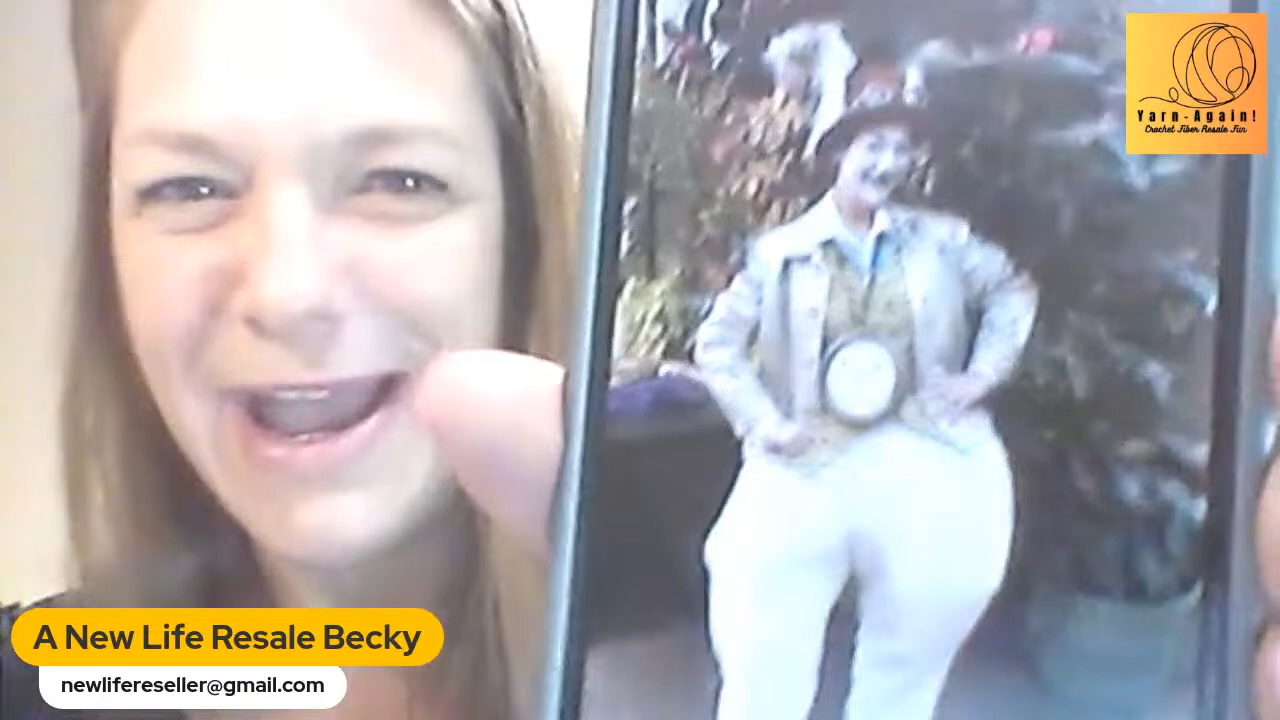 Yarn-Again!
Crochet Fiber Resale Fun
A New Life Resale Becky
newlifereseller@gmail.com